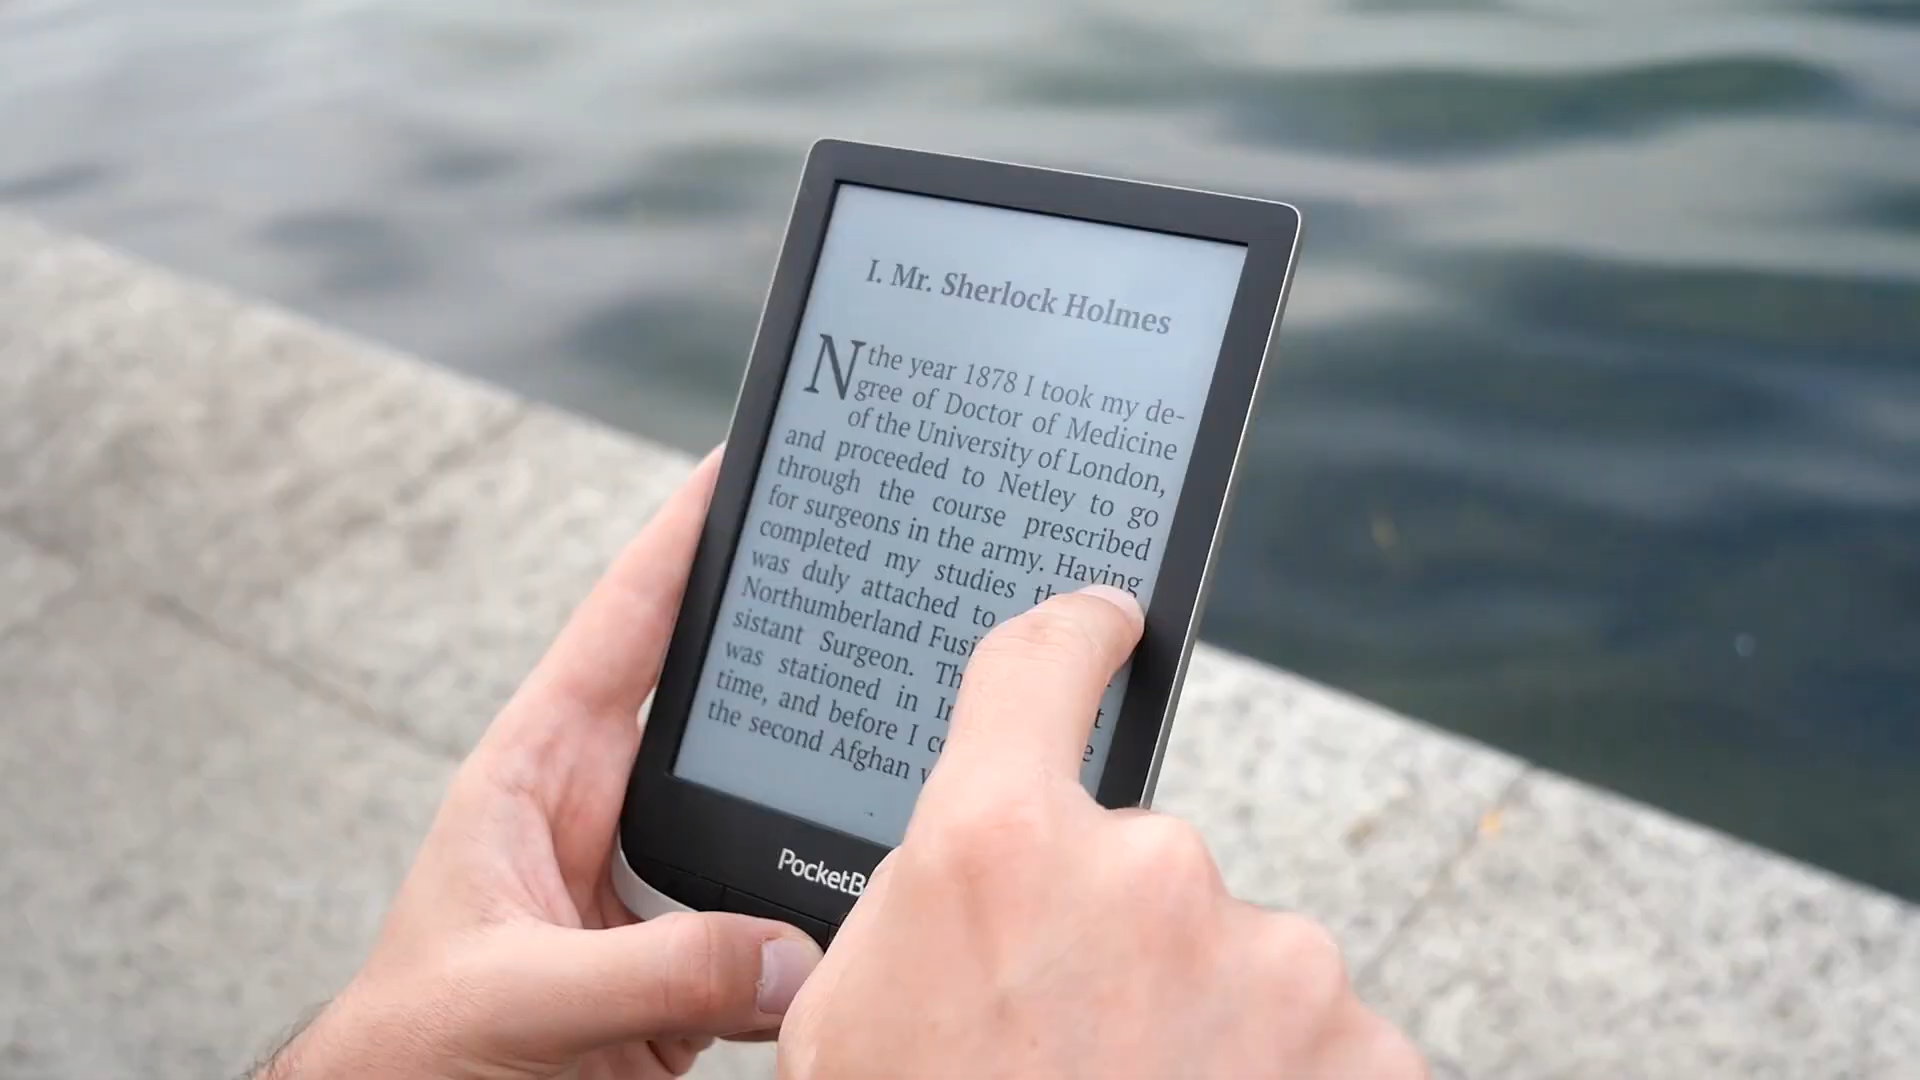 I. Mr. Sherlock Holmes
N the year 1878 I took my de-
gree of Doctor of Medicine
of the University of London,
and proceeded to Netley to go
through the course prescribed
for surgeons in the army. Having
completed my studies
was duly attached to
Northumberland
sistant Surgeon.
was stationed in
time, and before I
the second Afghan